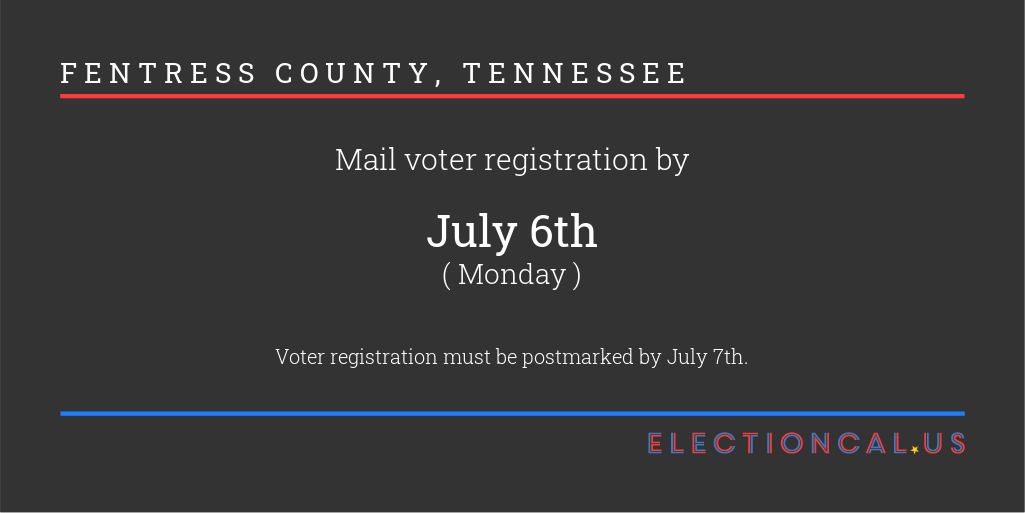 FENTRESS COUNTY, TENNESSEE
Mail voter registration by
July 6th
( Monday )
Voter registration must be postmarked by July 7th.
ELECTIONCAL.US